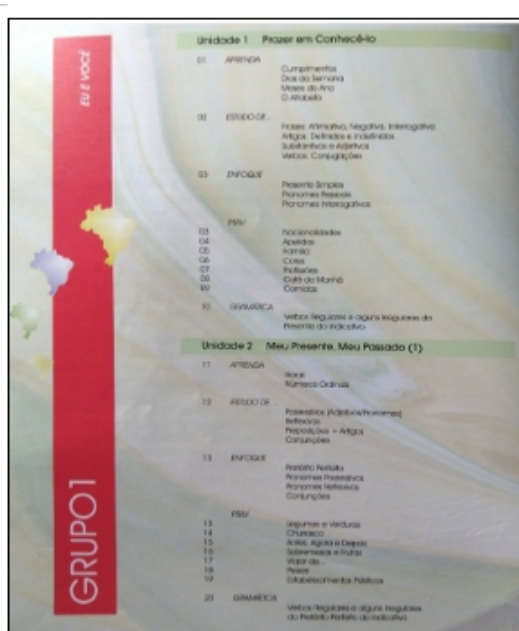 EU E VOCÊ
GRUPO1
Unidade 1 Prazer em Conhecê-lo
01 APRENDA
Cumprimentos
Dias da Semana
Meses do Ano
O Alfabeto
02 ESTUDO DE...
Frases: Afirmativa, Negativa, Interrogativa
Artigos: Definidos e Indefinidos
Substantivos e Adjetivos
Verbos: Conjugações
03 ENFOQUE
Presente Simples
Pronomes Pessoais
Pronomes Interrogativos
PSIU
03 Nacionalidades
04 Apelidos
05 Família
06 Cores
07 Profissões
08 Café da Manhã
09 Comidas
10 GRAMÁTICA
Verbos Regulares e alguns Irregulares do
Presente do Indicativo
Unidade 2 Meu Presente, Meu Passado (1)
11 APRENDA
Horas
Números Ordinais
12 ESTUDO DE...
Possessivos (Adjetivos/Pronomes)
Reflexivos
Preposições + Artigos
Conjunções
13 ENFOQUE
Pretérito Perfeito
Pronomes Possessivos
Pronomes Reflexivos
Conjunções
PSIU
13 Legumes e Verduras
14 Churrasco
15 Antes, Agora e Depois
16 Sobremesas e Frutas
17 Viajar de...
18 Pesos
19 Estabelecimentos Públicos
20 GRAMÁTICA
Verbos Regulares e alguns Irregulares
do Pretérito Perfeito do Indicativo